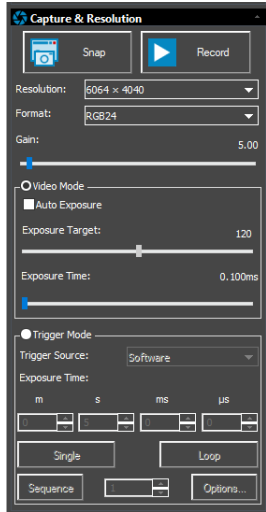 Capture & Resolution
Snap Record
Resolution: 6064 × 4040
Format: RGB24
Gain: 5.00
Video Mode
Auto Exposure
Exposure Target: 120
Exposure Time: 0.100ms
Trigger Mode
Trigger Source: Software
Exposure Time:
m s ms µs
0 5 0 0
Single Loop
Sequence 1 Options...